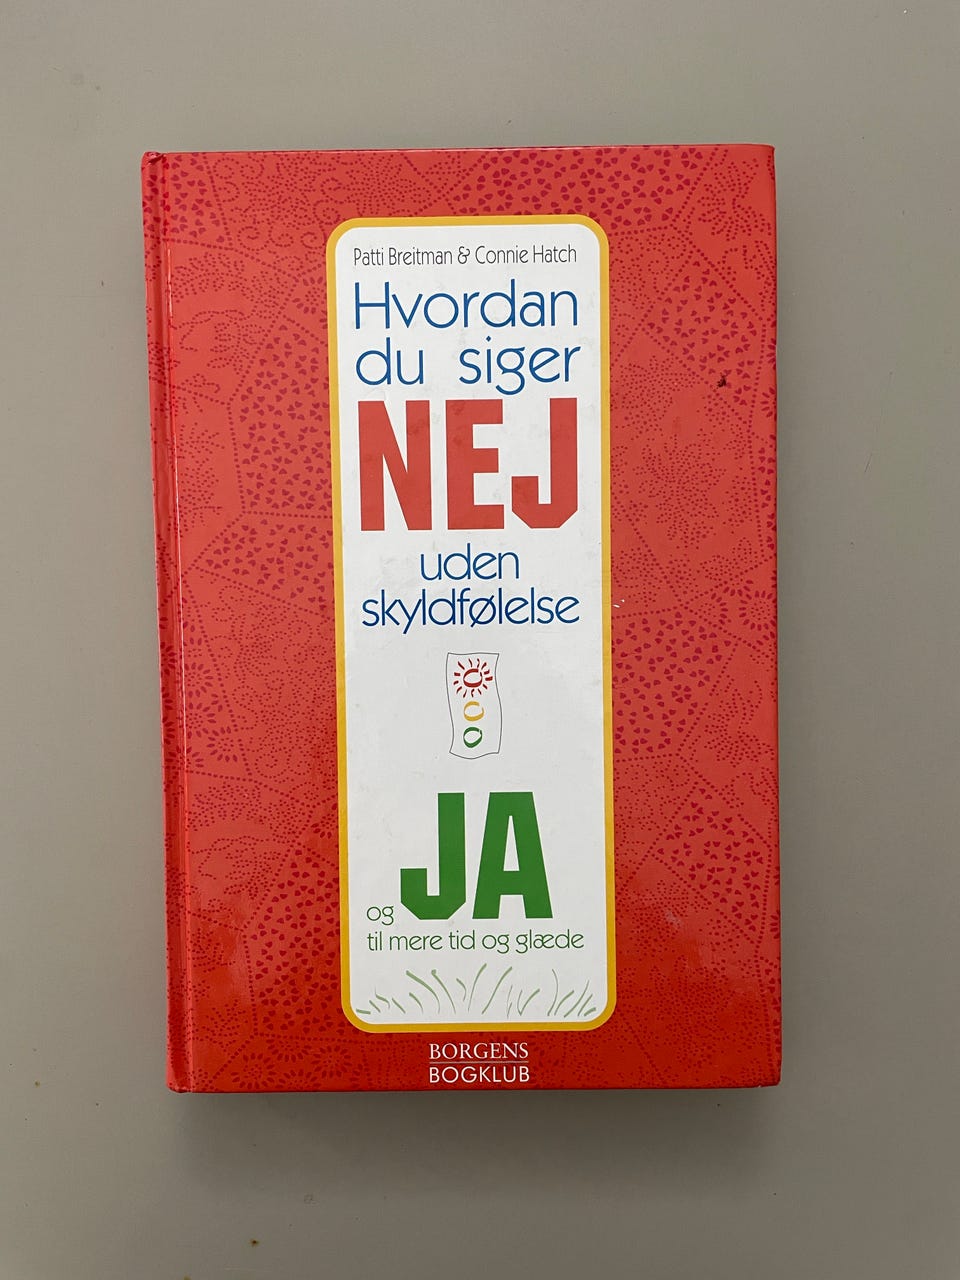 Patti Breitman & Connie Hatch
Hvordan
du siger
NEJ
uden
skyldfølelse
og JA
til mere tid og glæde
BORGENS
BOGKLUB